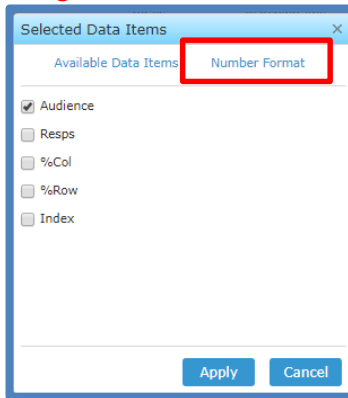 Selected Data Items ×
Available Data Items Number Format
Audience
Resps
%Col
%Row
Index
Apply Cancel